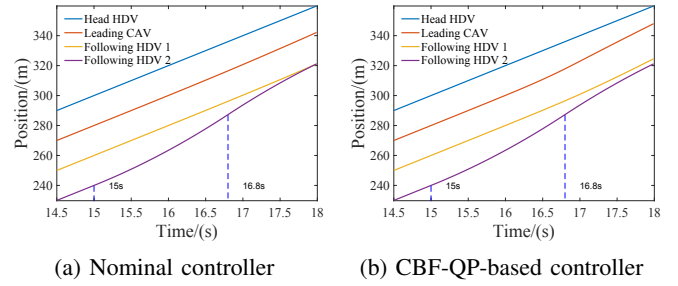 Head HDV
Leading CAV
Following HDV 1
Following HDV 2
340
320
300
280
260
240
Position/(m)
15s
16.8s
14.5 15 15.5 16 16.5 17 17.5 18
Time/(s)
(a) Nominal controller
Head HDV
Leading CAV
Following HDV 1
Following HDV 2
340
320
300
280
260
240
Position/(m)
15s
16.8s
14.5 15 15.5 16 16.5 17 17.5 18
Time/(s)
(b) CBF-QP-based controller